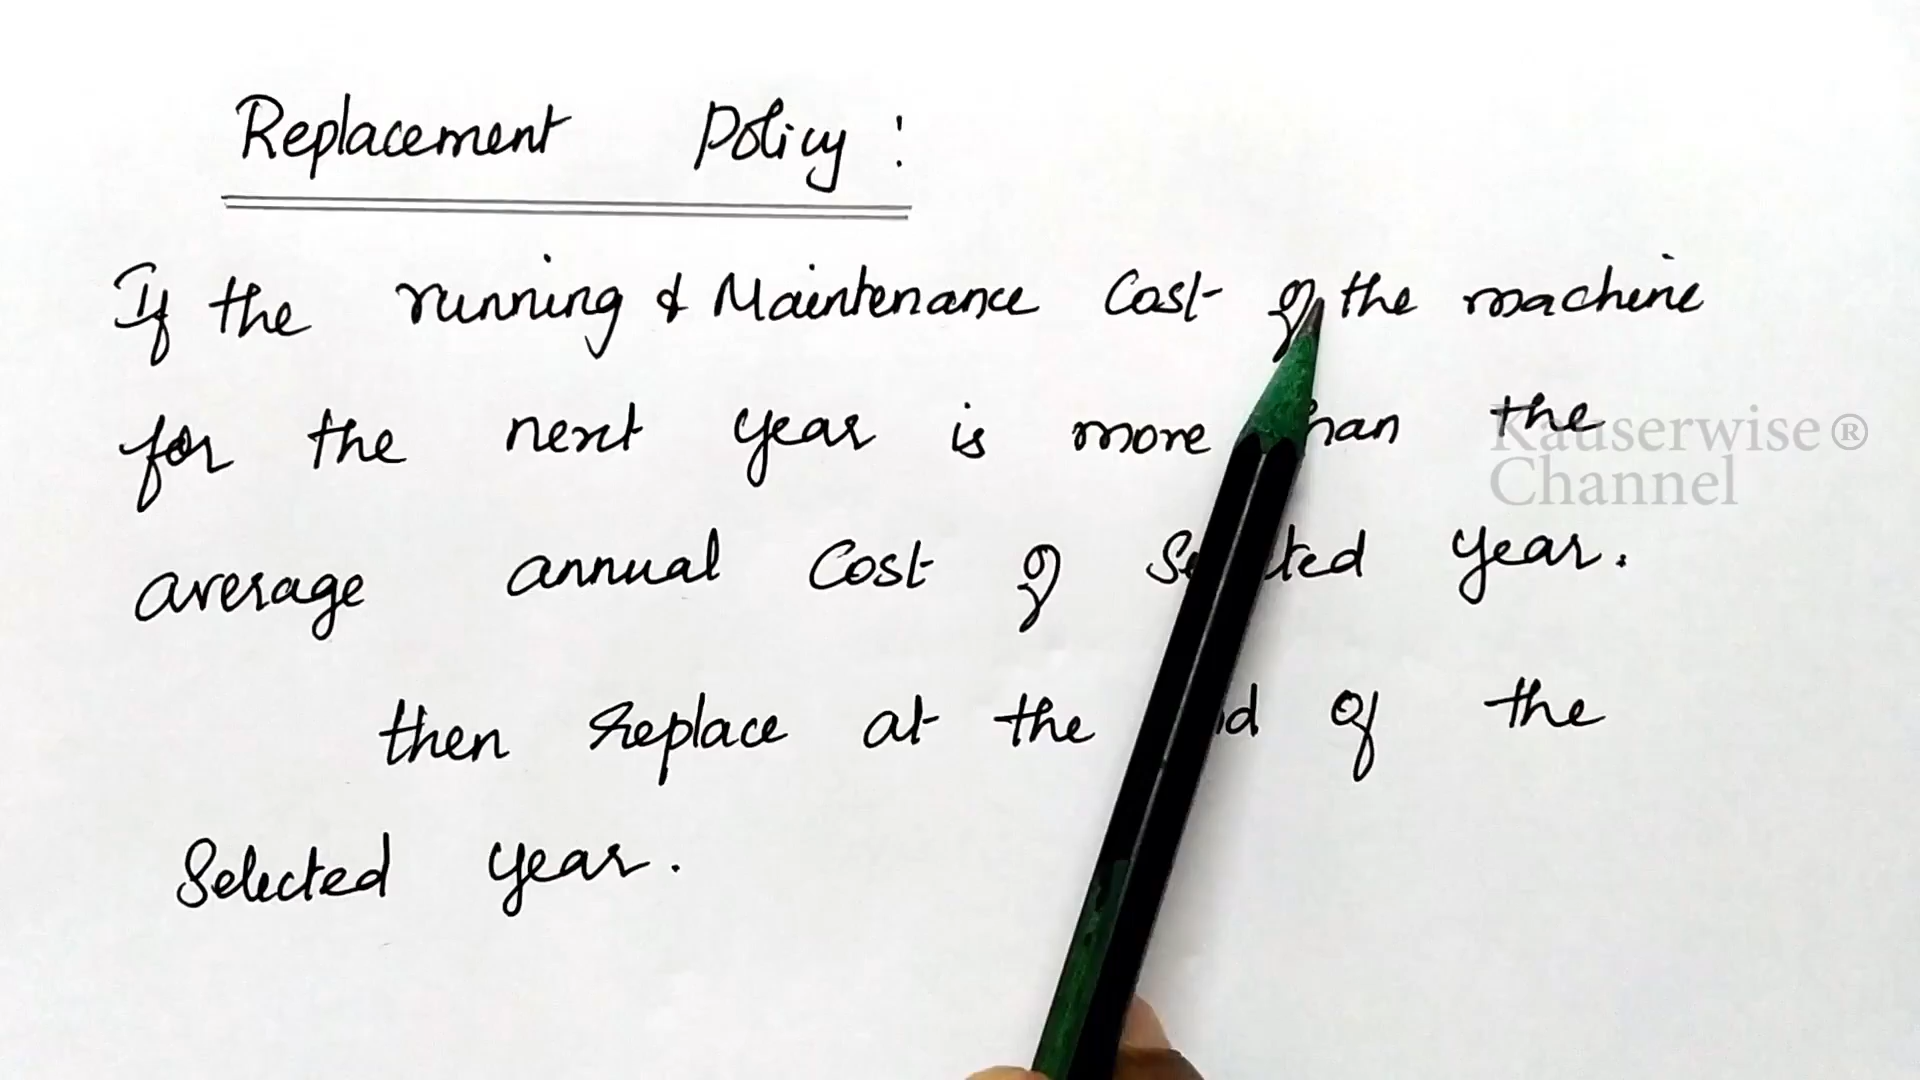 Replacement Policy :
If the running & Maintenance Cost of the machine
for the next year is more than the
average annual Cost of Selected year.
then replace at the end of the
Selected year.
Kauserwise®
Channel